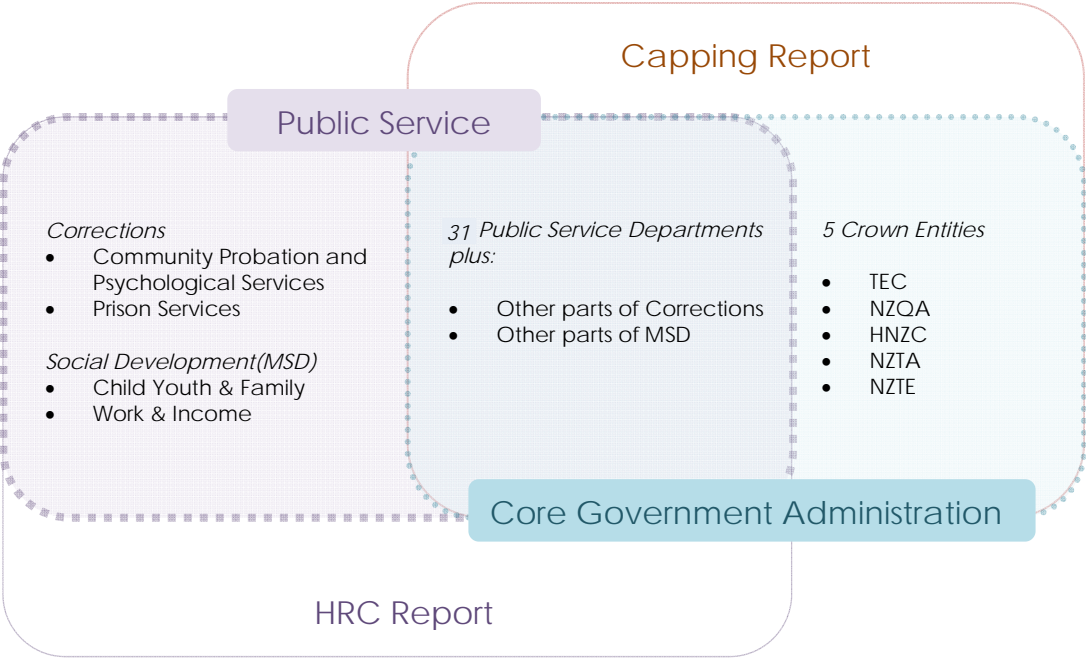 Capping Report
Public Service
Corrections
• Community Probation and
Psychological Services
• Prison Services
Social Development(MSD)
• Child Youth & Family
• Work & Income
31 Public Service Departments
plus:
• Other parts of Corrections
• Other parts of MSD
5 Crown Entities
• TEC
• NZQA
• HNZC
• NZTA
• NZTE
Core Government Administration
HRC Report